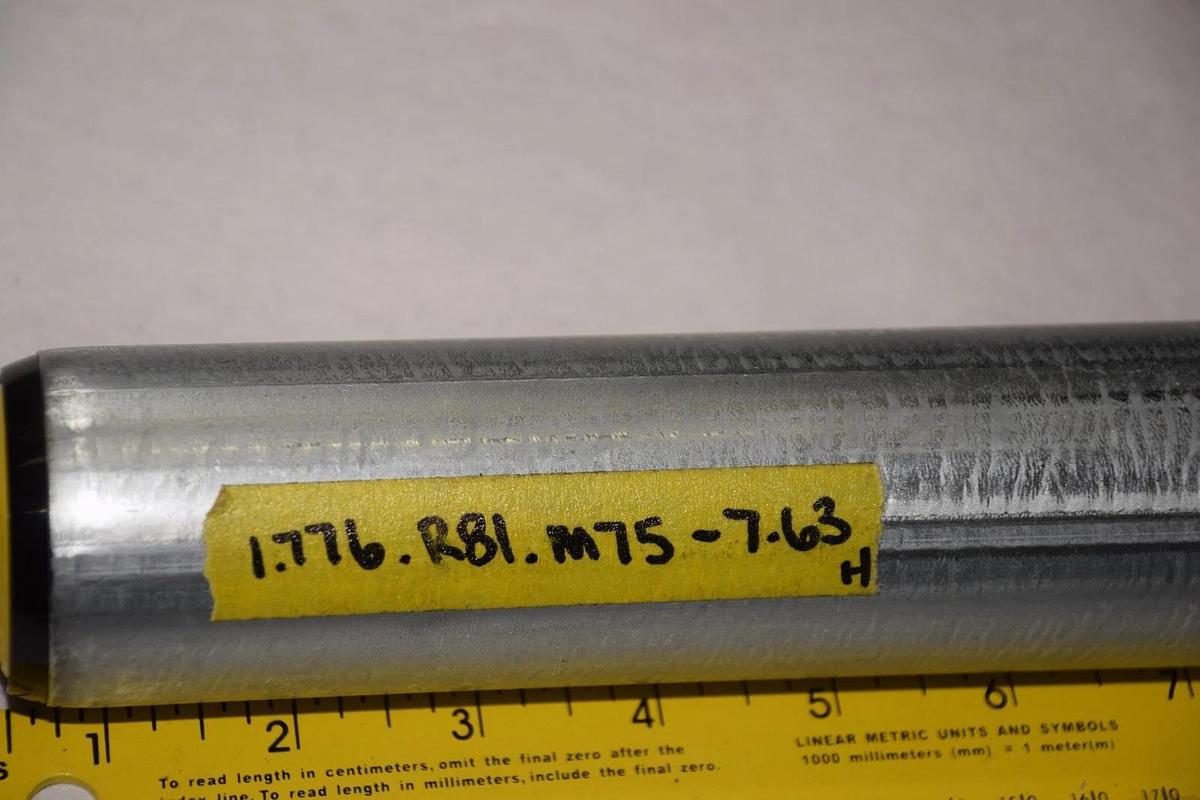 1.776.R81.M75-7.63
H
1 2 3 4 5 6 7
LINEAR METRIC UNITS AND SYMBOLS
1000 millimeters (mm) = 1 meter(m)
To read length in centimeters, omit the final zero after the
line. To read length in millimeters, include the final zero.